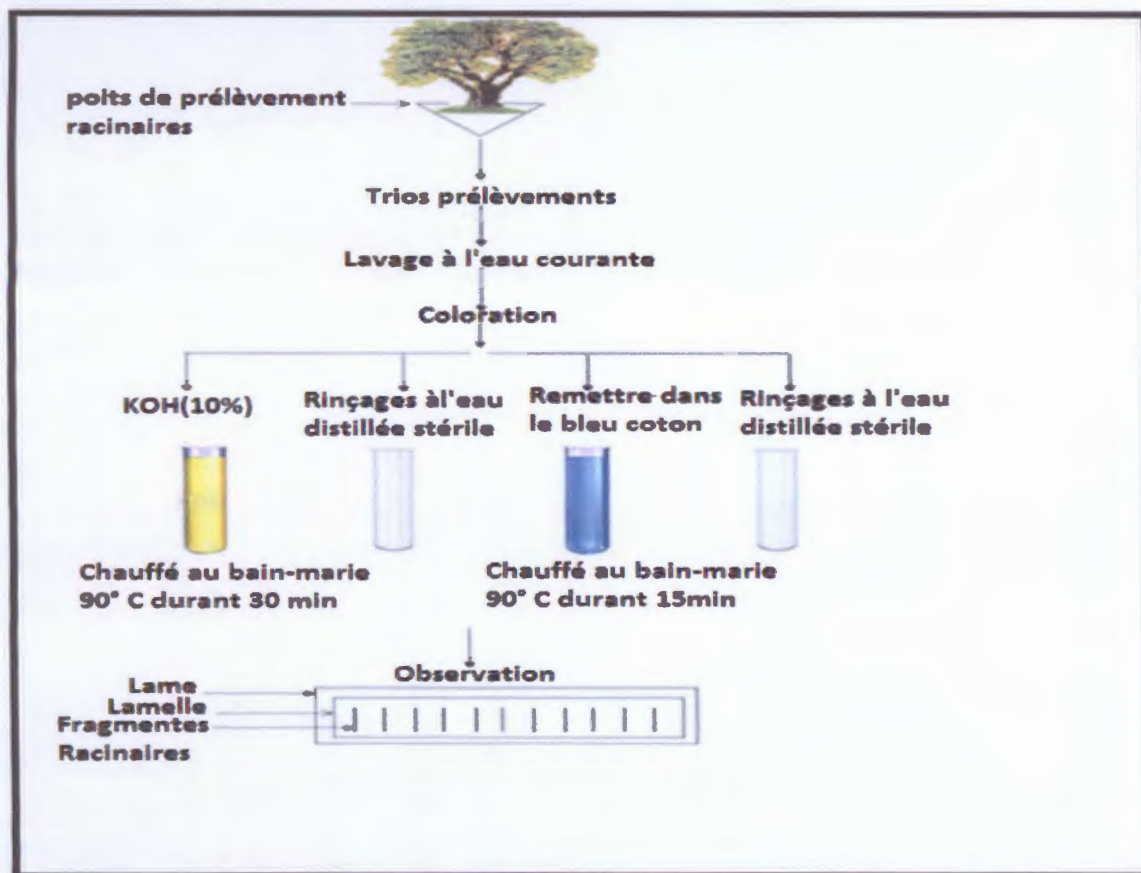 poits de prélèvement
racinaires
Trios prélèvements
Lavage à l'eau courante
Coloration
KOH(10%)
Rinçages àl'eau
distillée stérile
Remettre dans
le bleu coton
Rinçages à l'eau
distillée stérile
Chauffé au bain-marie
90° C durant 30 min
Chauffé au bain-marie
90° C durant 15min
Observation
Lame
Lamelle
Fragmentes
Racinaires